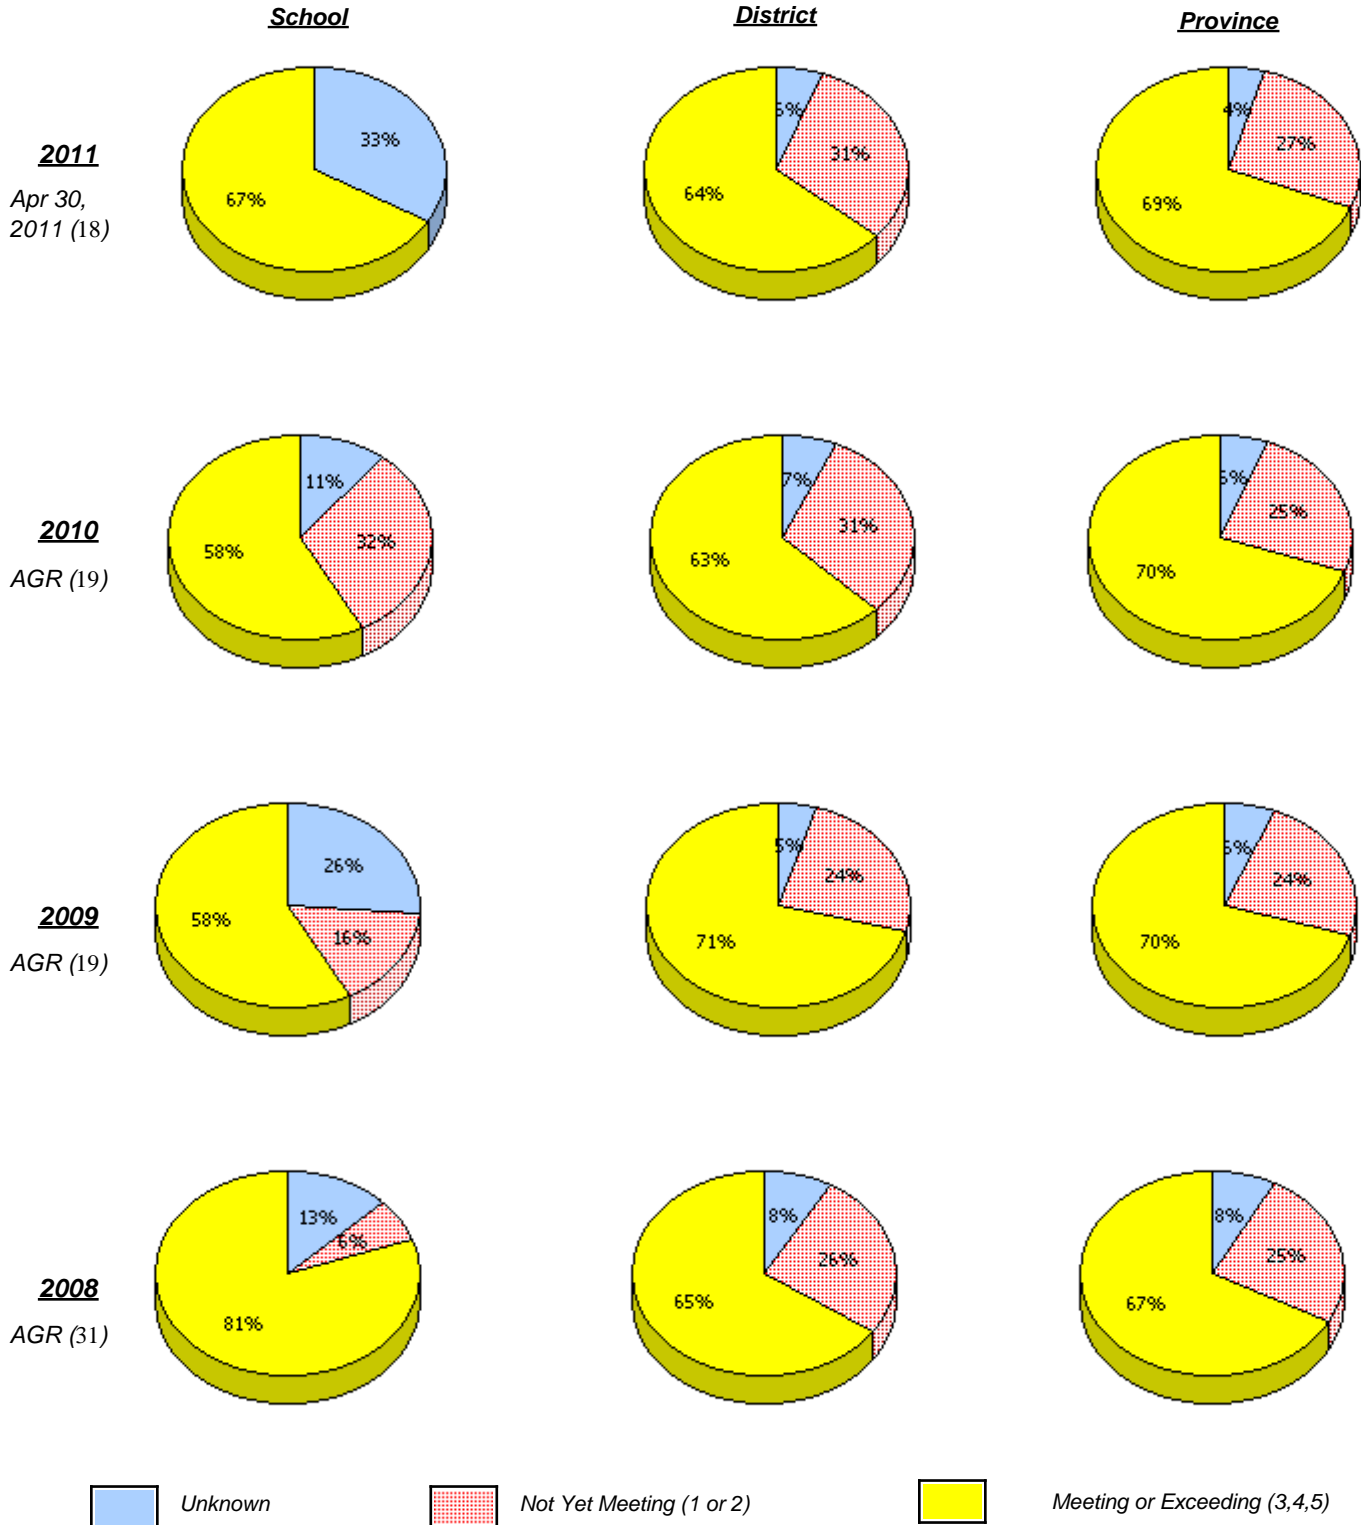 School District Province
33% 31% 4% 27%
2011
67% 64% 69%
Apr 30,
2011 (18)
11% 32% 7% 31% 25%
2010
58% 63% 70%
AGR (19)
26% 16% 5% 24% 6% 24%
2009
58% 71% 70%
AGR (19)
13% 6% 8% 26% 8% 25%
2008
81% 65% 67%
AGR (31)
Unknown Not Yet Meeting (1 or 2) Meeting or Exceeding (3,4,5)